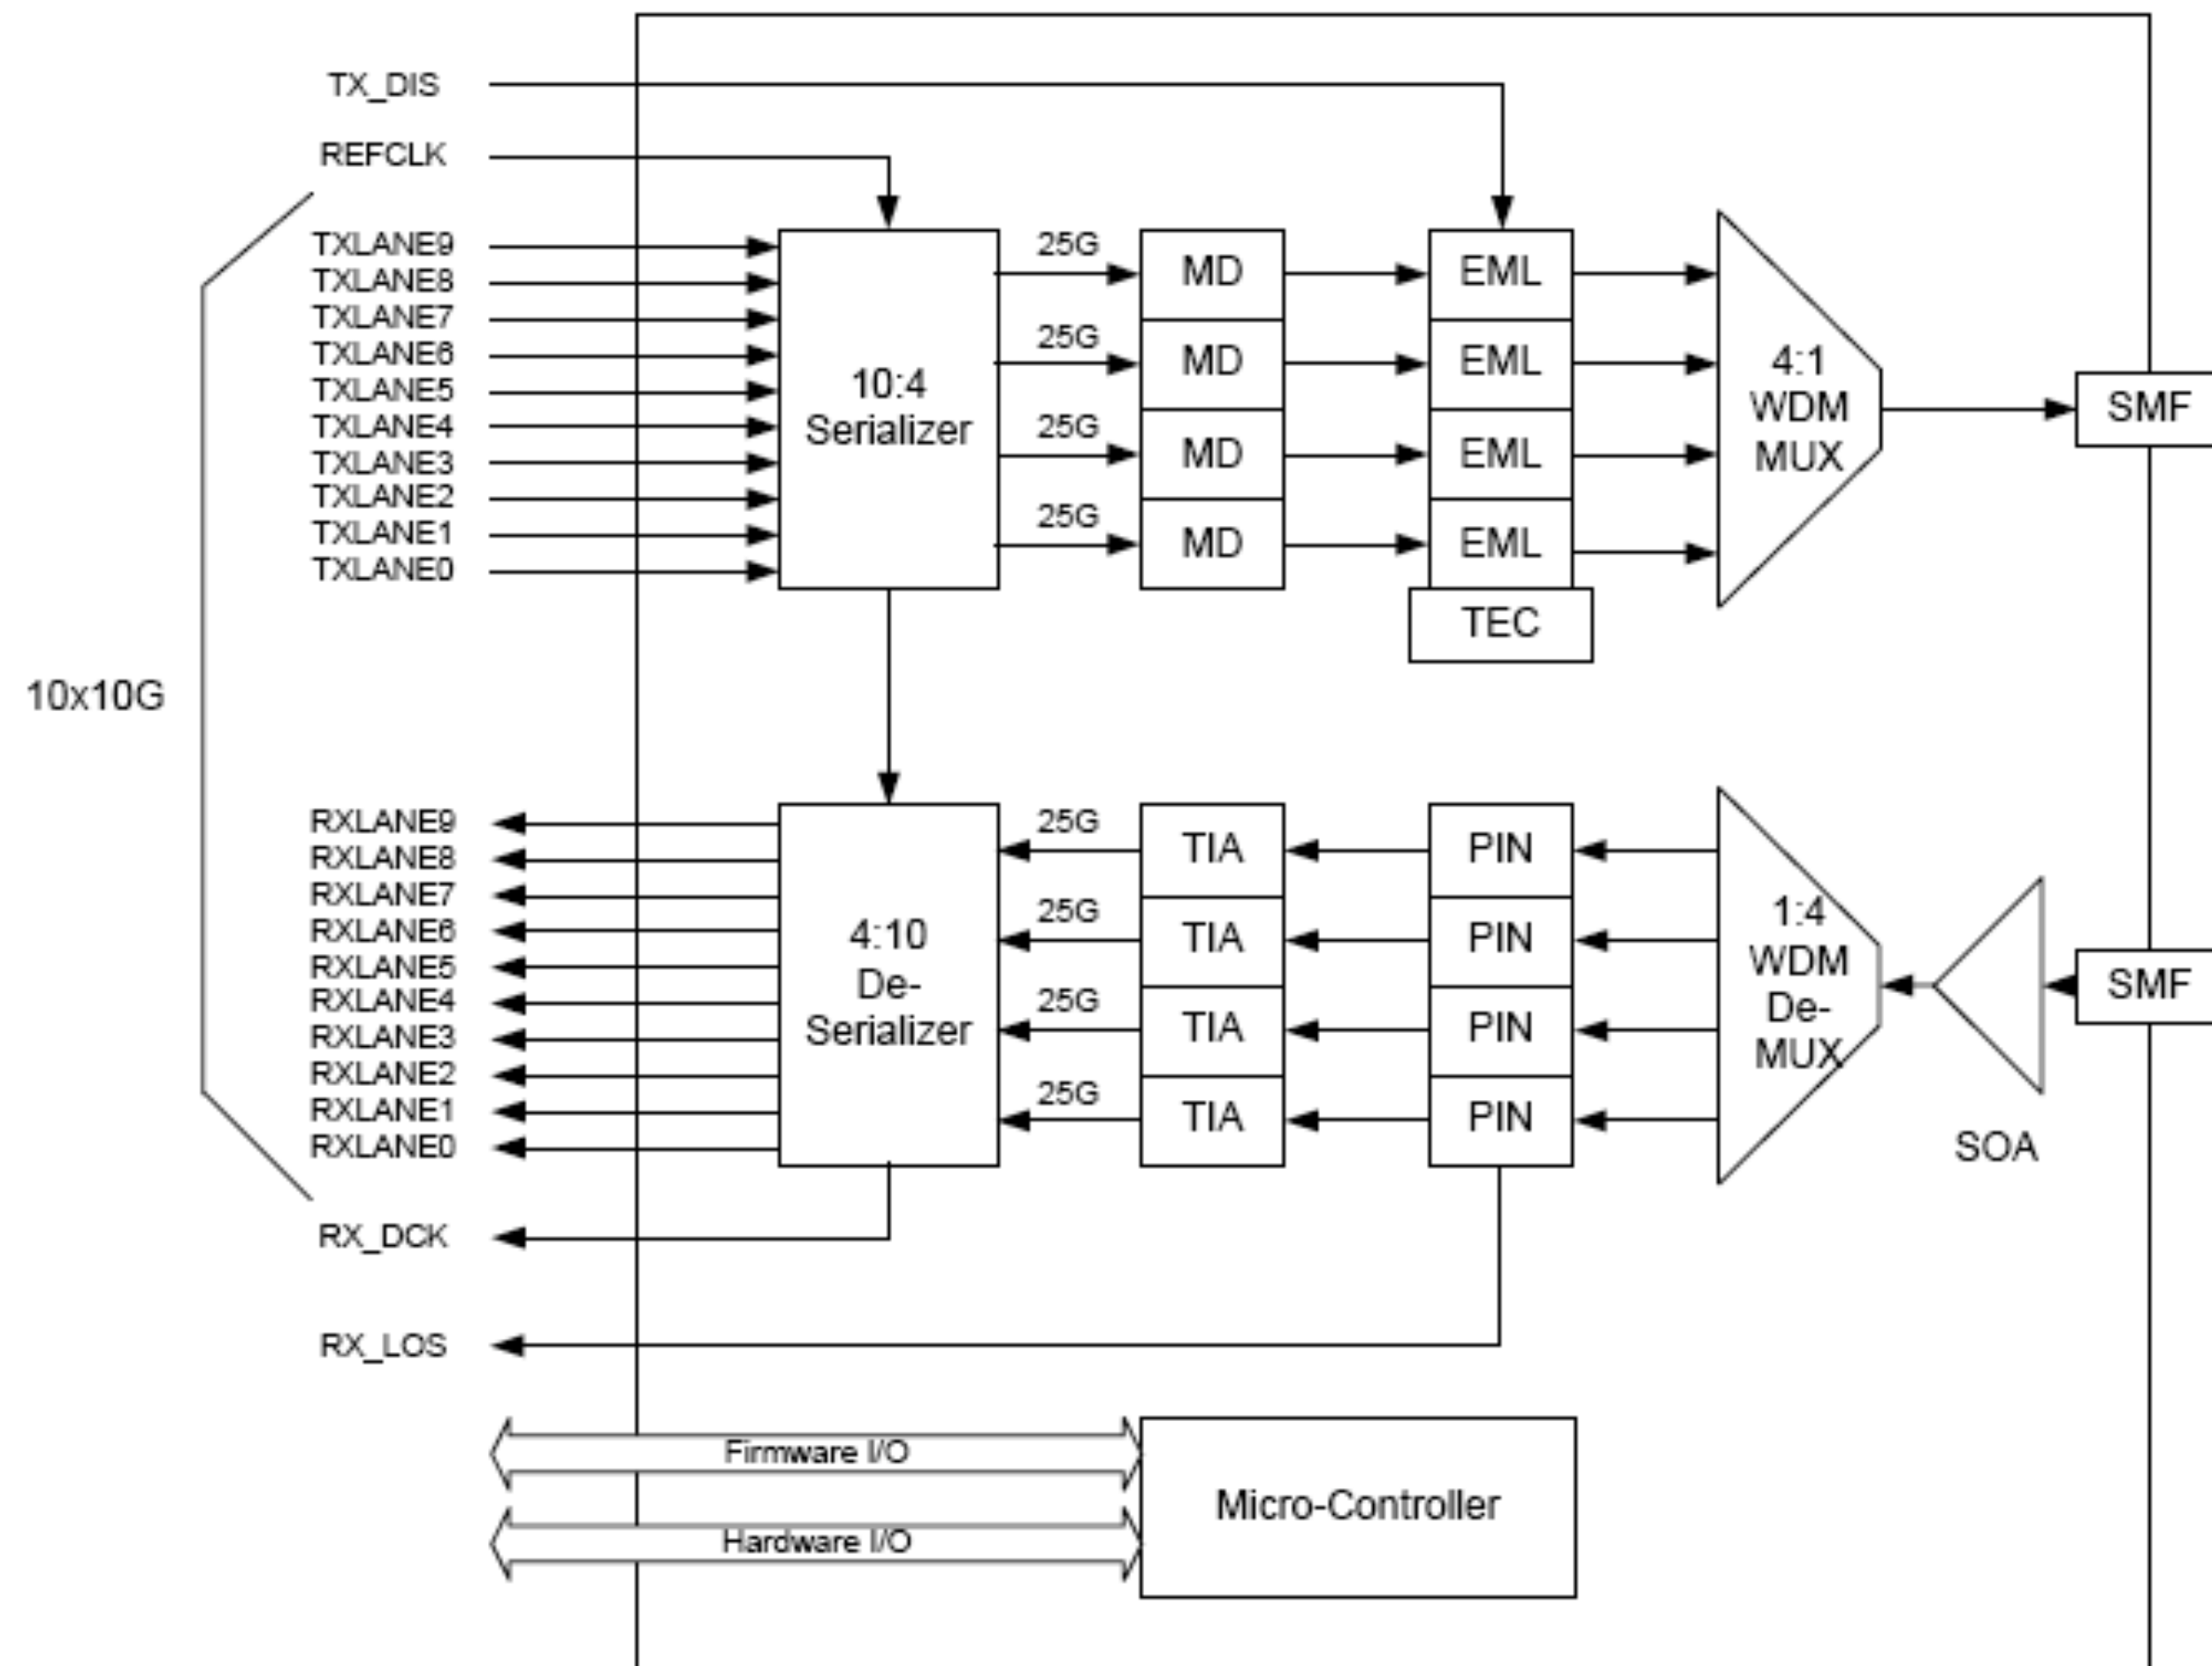 TX_DIS
REFCLK
TXLANE9
TXLANE8
TXLANE7
TXLANE6
TXLANE5
TXLANE4
TXLANE3
TXLANE2
TXLANE1
TXLANE0
10:4
Serializer
25G
25G
25G
25G
MD
MD
MD
MD
EML
EML
EML
EML
TEC
4:1
WDM
MUX
SMF
10x10G
RXLANE9
RXLANE8
RXLANE7
RXLANE6
RXLANE5
RXLANE4
RXLANE3
RXLANE2
RXLANE1
RXLANE0
4:10
De-
Serializer
25G
25G
25G
25G
TIA
TIA
TIA
TIA
PIN
PIN
PIN
PIN
1:4
WDM
De-
MUX
SOA
SMF
RX_DCK
RX_LOS
Firmware I/O
Hardware I/O
Micro-Controller